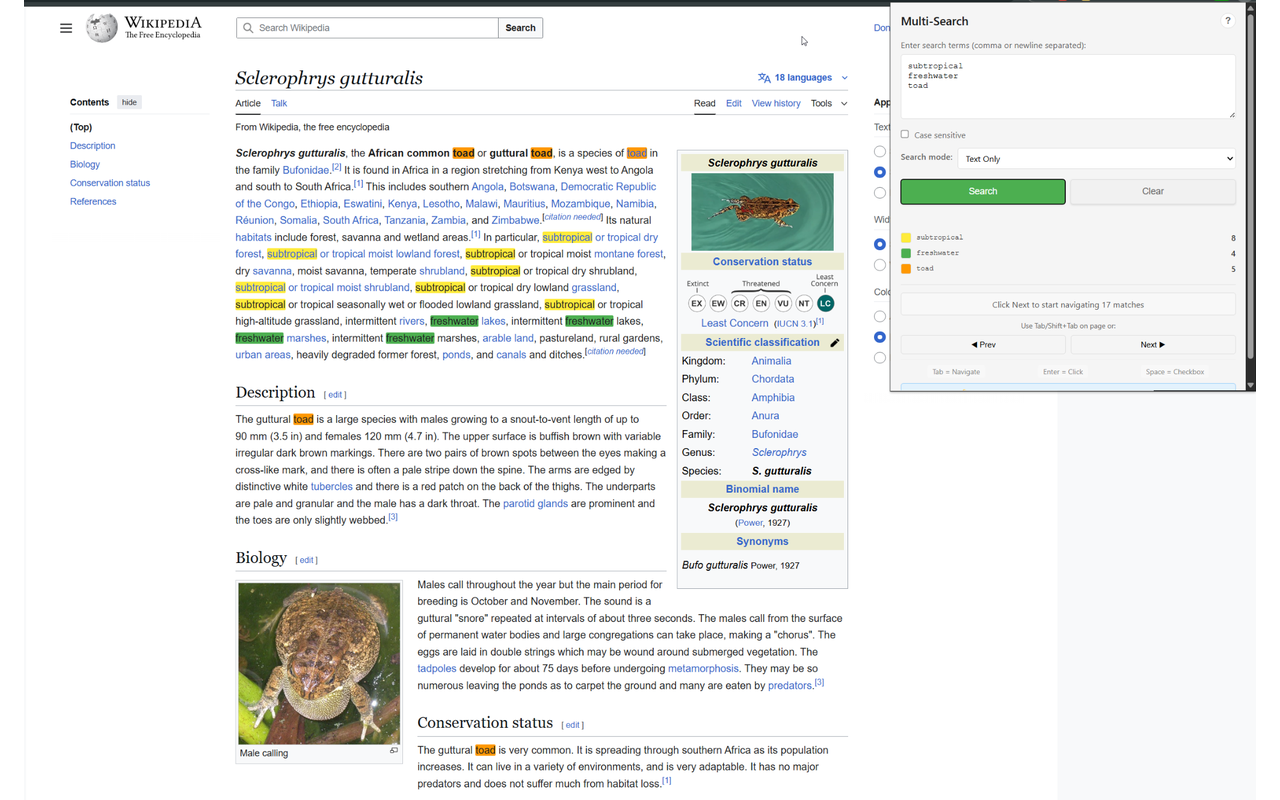 WIKIPEDIA
The Free Encyclopedia
Search Wikipedia
Search
Don
Contents hide
(Top)
Description
Biology
Conservation status
References
Sclerophrys gutturalis
18 languages
Article Talk Read Edit View history Tools
From Wikipedia, the free encyclopedia
Sclerophrys gutturalis, the African common toad or guttural toad, is a species of toad in
the family Bufonidae.[2] It is found in Africa in a region stretching from Kenya west to Angola
and south to South Africa.[1] This includes southern Angola, Botswana, Democratic Republic
of the Congo, Ethiopia, Eswatini, Kenya, Lesotho, Malawi, Mauritius, Mozambique, Namibia,
Réunion, Somalia, South Africa, Tanzania, Zambia, and Zimbabwe.[citation needed] Its natural
habitats include forest, savanna and wetland areas.[1] In particular, subtropical or tropical dry
forest, subtropical or tropical moist lowland forest, subtropical or tropical moist montane forest,
dry savanna, moist savanna, temperate shrubland, subtropical or tropical dry shrubland,
subtropical or tropical moist shrubland, subtropical or tropical dry lowland grassland,
subtropical or tropical seasonally wet or flooded lowland grassland, subtropical or tropical
high-altitude grassland, intermittent rivers, freshwater lakes, intermittent freshwater lakes,
freshwater marshes, intermittent freshwater marshes, arable land, pastureland, rural gardens,
urban areas, heavily degraded former forest, ponds, and canals and ditches.[citation needed]
Description [ edit ]
The guttural toad is a large species with males growing to a snout-to-vent length of up to
90 mm (3.5 in) and females 120 mm (4.7 in). The upper surface is buffish brown with variable
irregular dark brown markings. There are two pairs of brown spots between the eyes making a
cross-like mark, and there is often a pale stripe down the spine. The arms are edged by
distinctive white tubercles and there is a red patch on the back of the thighs. The underparts
are pale and granular and the male has a dark throat. The parotid glands are prominent and
the toes are only slightly webbed.[3]
Biology [ edit ]
Male calling
Males call throughout the year but the main period for
breeding is October and November. The sound is a
guttural "snore" repeated at intervals of about three seconds. The males call from the surface
of permanent water bodies and large congregations can take place, making a "chorus". The
eggs are laid in double strings which may be wound around submerged vegetation. The
tadpoles develop for about 75 days before undergoing metamorphosis. They may be so
numerous leaving the ponds as to carpet the ground and many are eaten by predators.[3]
Conservation status [ edit ]
The guttural toad is very common. It is spreading through southern Africa as its population
increases. It can live in a variety of environments, and is very adaptable. It has no major
predators and does not suffer much from habitat loss.[1]
Sclerophrys gutturalis
Conservation status
Extinct Threatened Least Concern
EX EW CR EN VU NT LC
Least Concern (IUCN 3.1)[1]
Scientific classification
Kingdom: Animalia
Phylum: Chordata
Class: Amphibia
Order: Anura
Family: Bufonidae
Genus: Sclerophrys
Species: S. gutturalis
Binomial name
Sclerophrys gutturalis
(Power, 1927)
Synonyms
Bufo gutturalis Power, 1927
App
Text
Wid
Colo
Multi-Search
?
Enter search terms (comma or newline separated):
subtropical
freshwater
toad
Case sensitive
Search mode: Text Only
Search Clear
subtropical 8
freshwater 4
toad 5
Click Next to start navigating 17 matches
Use Tab/Shift+Tab on page or:
◀ Prev Next ▶
Tab = Navigate Enter = Click Space = Checkbox